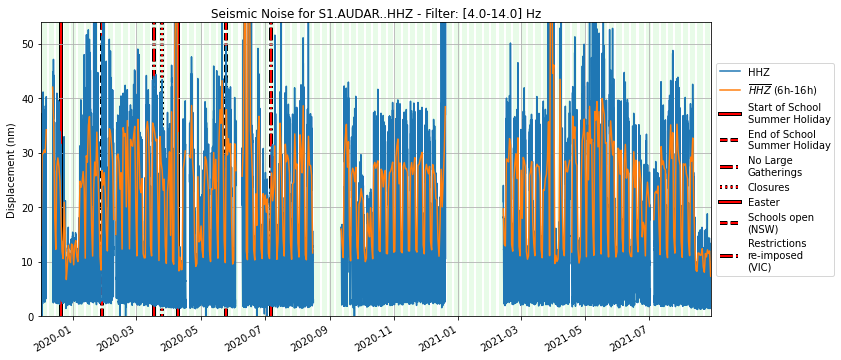 Seismic Noise for S1.AUDAR..HHZ - Filter: [4.0-14.0] Hz
Displacement (nm)
50
40
30
20
10
0
2020-01
2020-03
2020-05
2020-07
2020-09
2020-11
2021-01
2021-03
2021-05
2021-07
HHZ
HHZ (6h-16h)
Start of School
Summer Holiday
End of School
Summer Holiday
No Large
Gatherings
Closures
Easter
Schools open
(NSW)
Restrictions
re-imposed
(VIC)